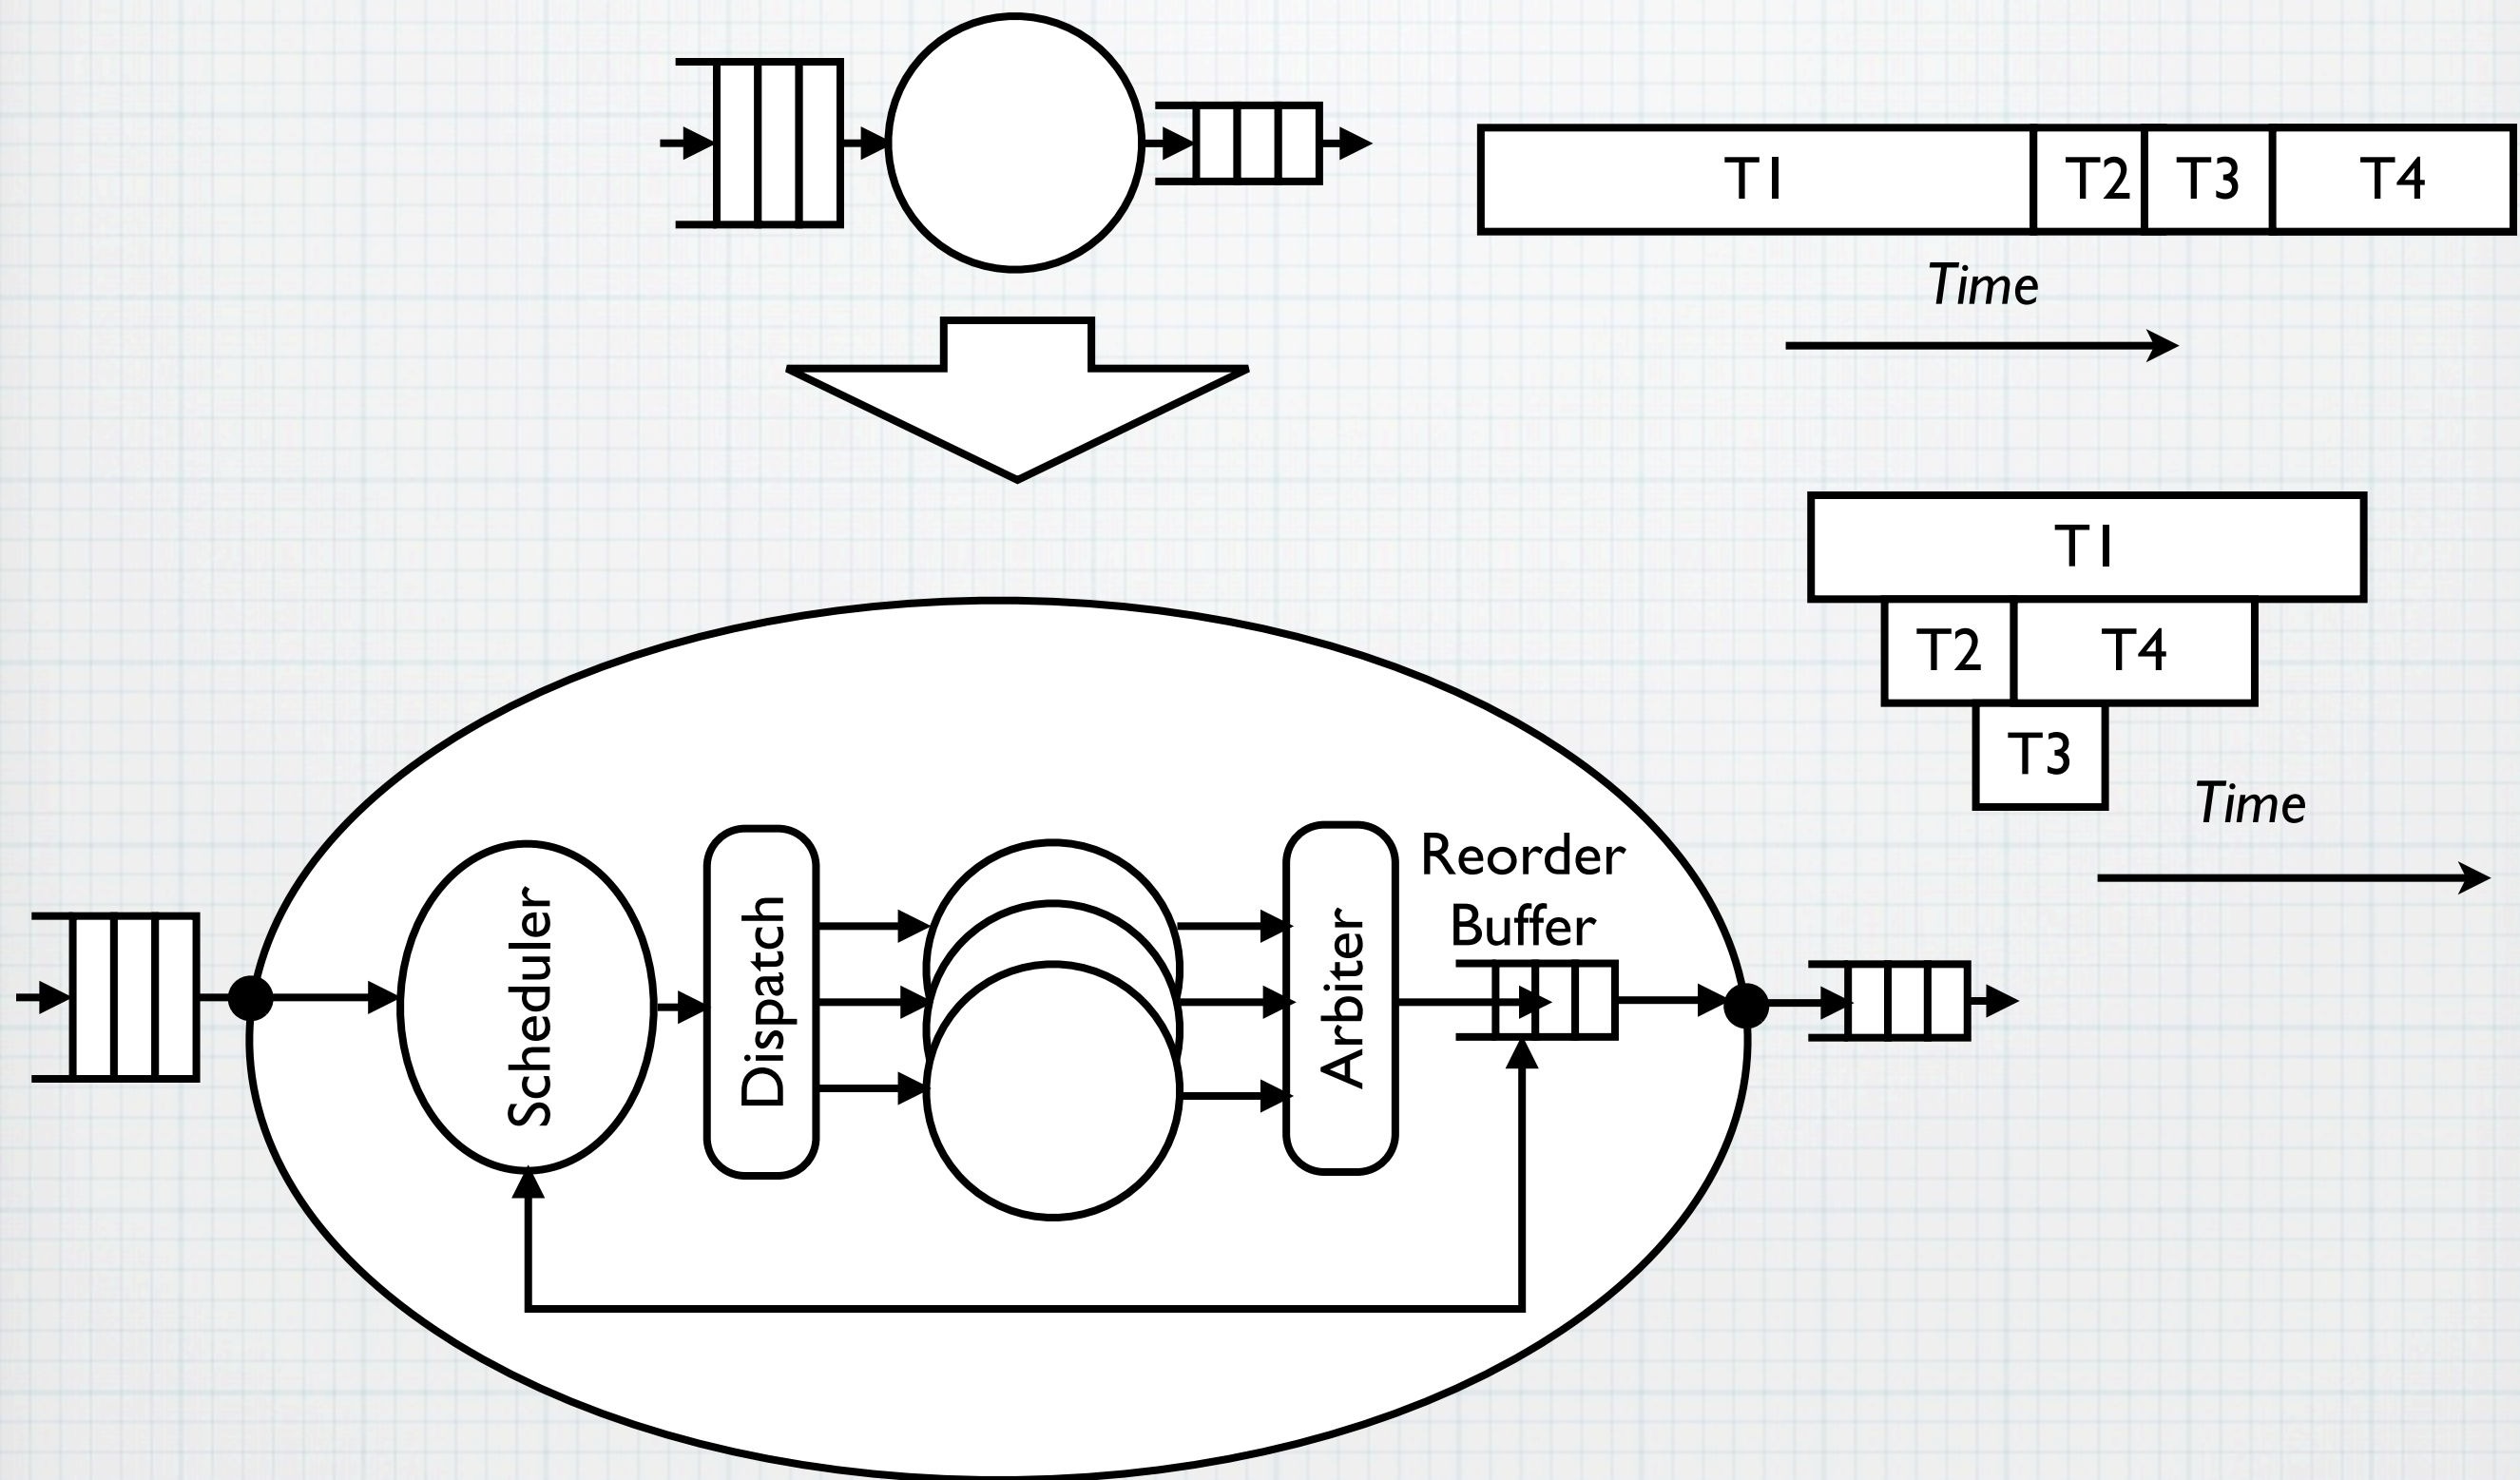 T1
T2
T3
T4
Time
T1
T2
T4
T3
Time
Scheduler
Dispatch
Arbiter
Reorder
Buffer